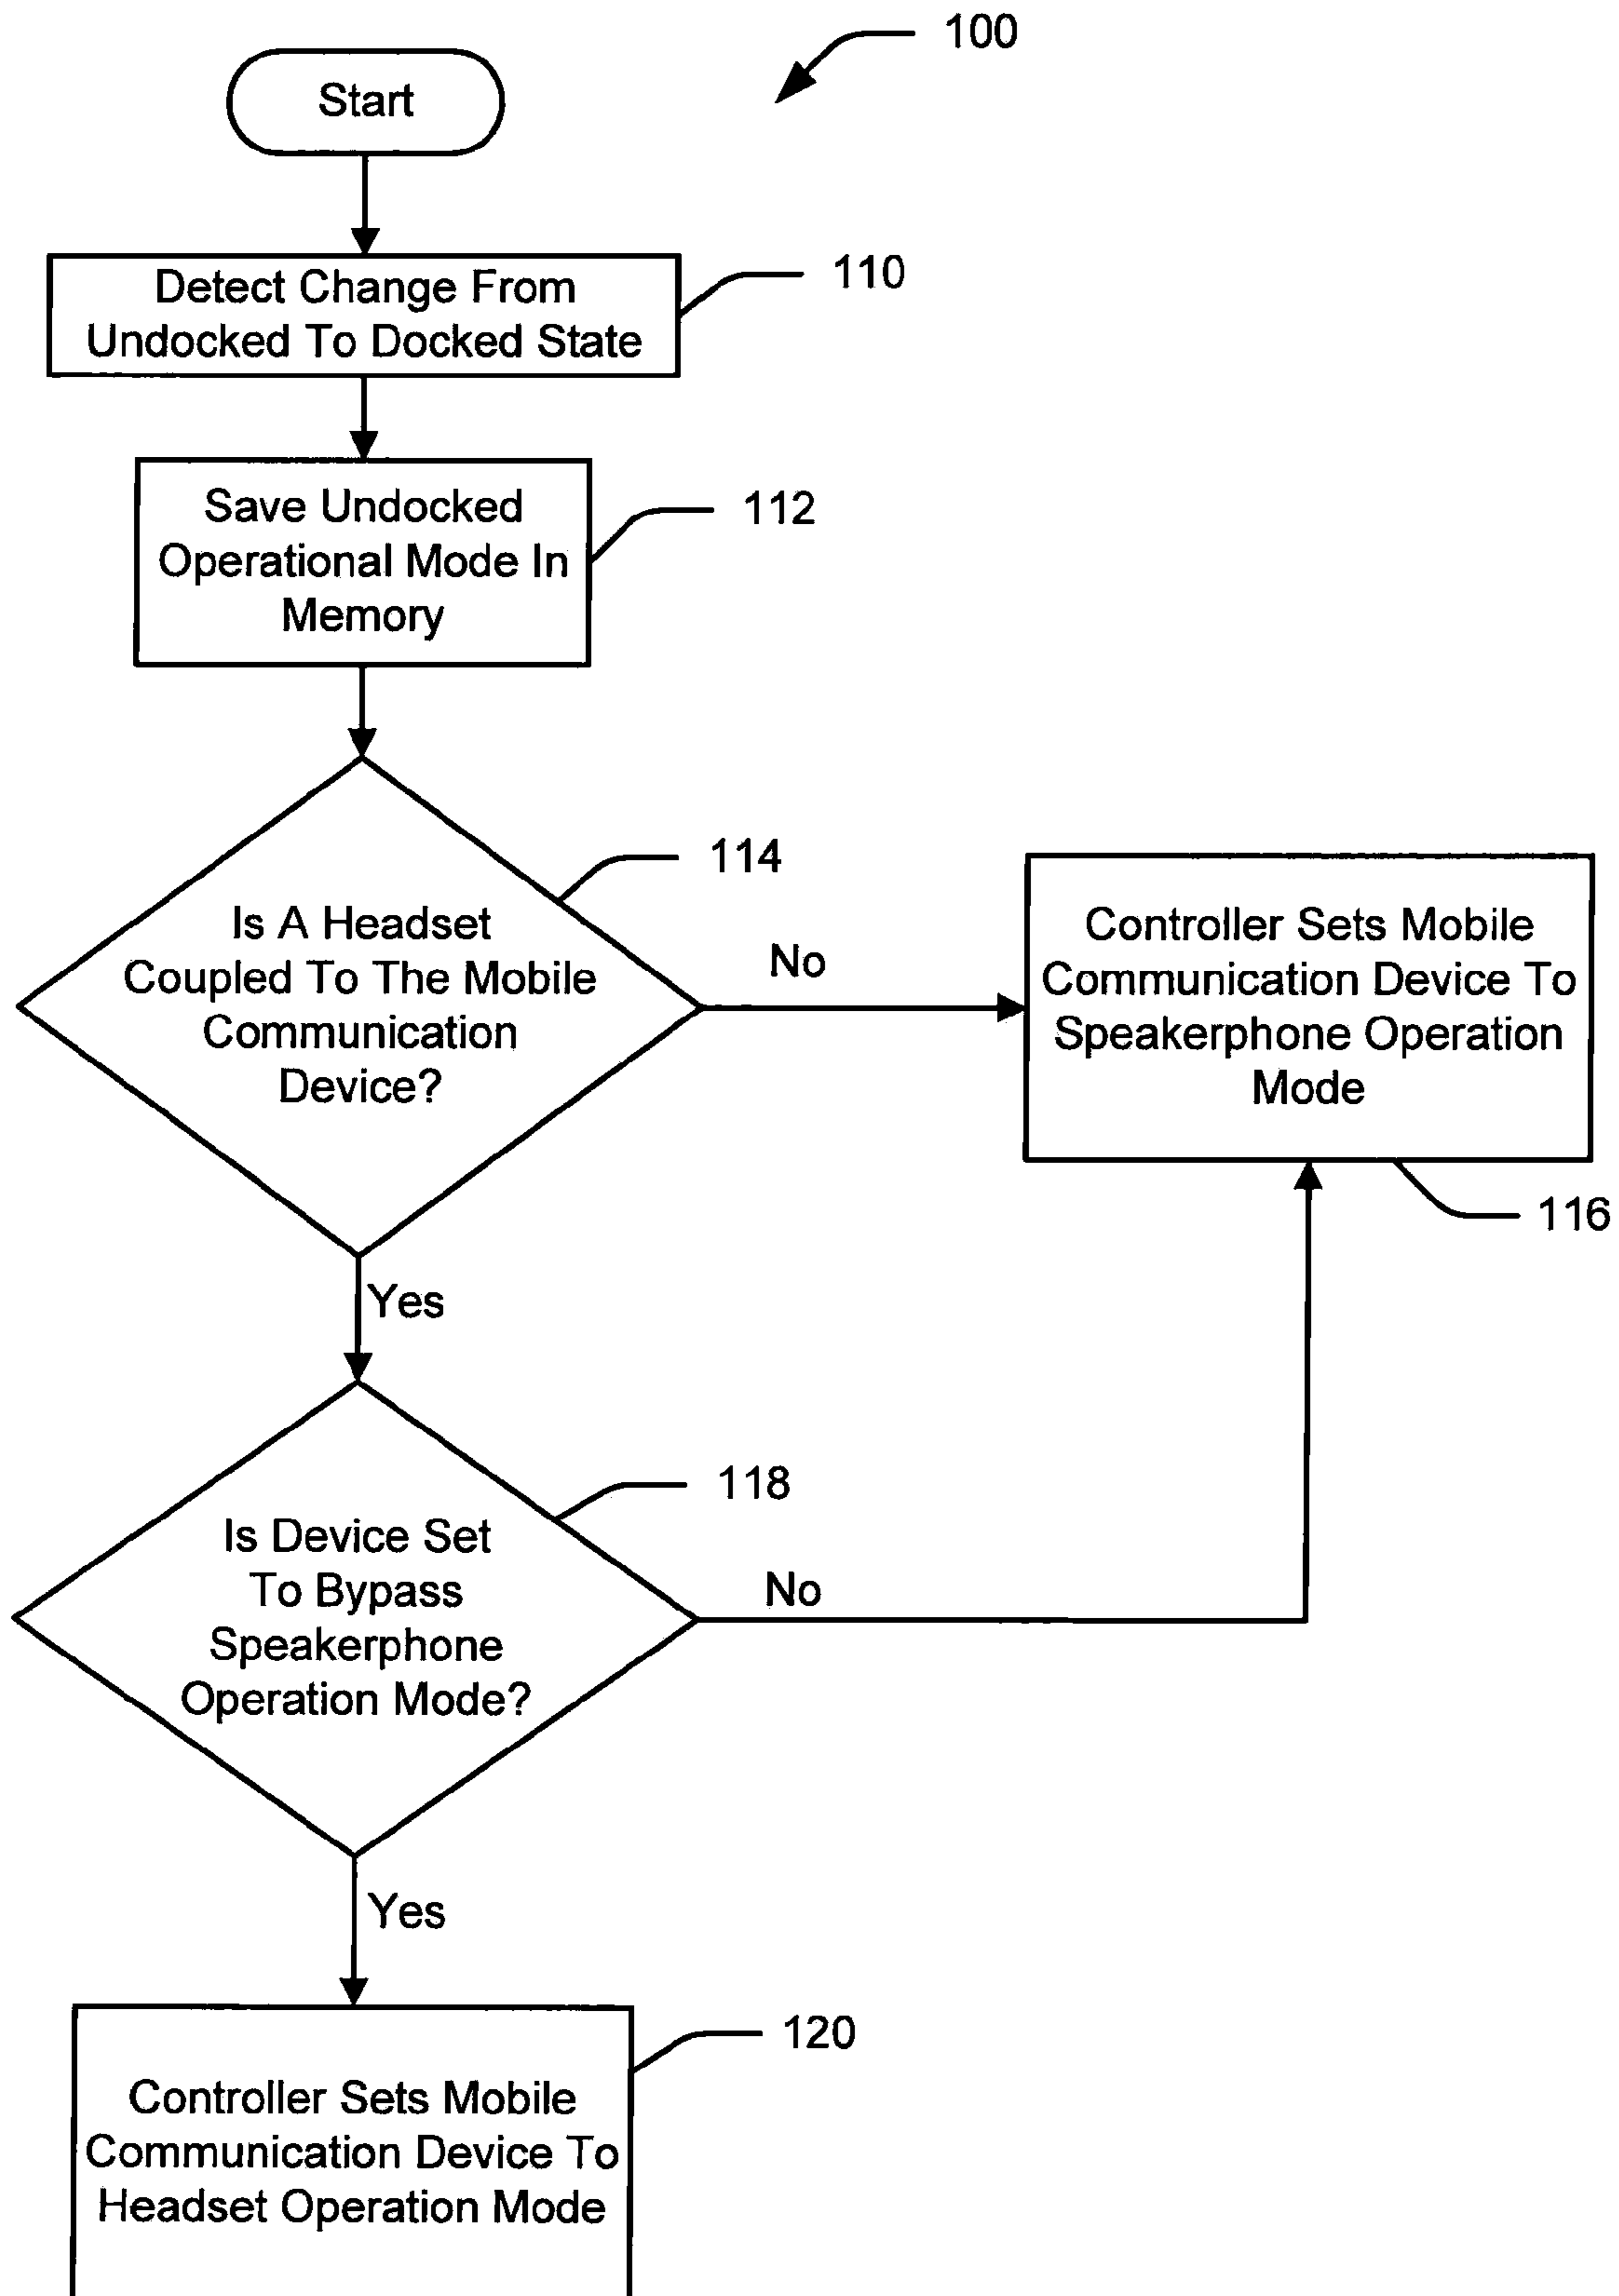 100
Start
110
Detect Change From
Undocked To Docked State
112
Save Undocked
Operational Mode In
Memory
114
Is A Headset
Coupled To The Mobile
Communication
Device?
No
Controller Sets Mobile
Communication Device To
Speakerphone Operation
Mode
116
Yes
118
Is Device Set
To Bypass
Speakerphone
Operation Mode?
No
Yes
120
Controller Sets Mobile
Communication Device To
Headset Operation Mode